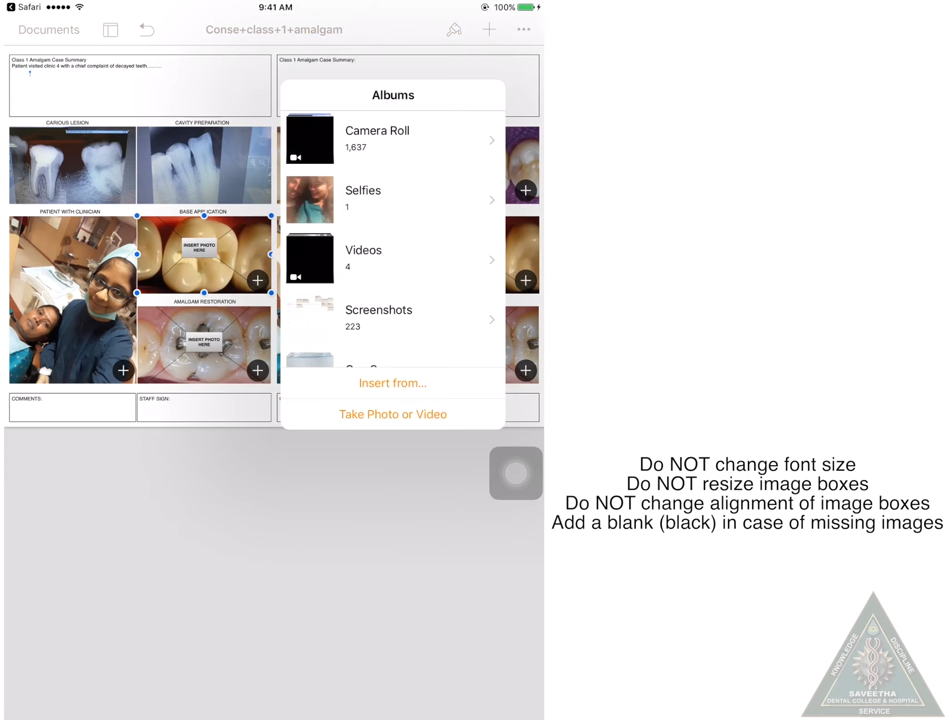 Safari
9:41 AM
100%
Documents
Conse+class+1+amalgam
Class 1 Amalgam Case Summary
Patient visited clinic 4 with a chief complaint of decayed teeth..........
Class 1 Amalgam Case Summary:
CARIOUS LESION
CAVITY PREPARATION
PATIENT WITH CLINICIAN
BASE APPLICATION
INSERT PHOTO
HERE
AMALGAM RESTORATION
INSERT PHOTO
HERE
COMMENTS:
STAFF SIGN:
Albums
Camera Roll
1,637
Selfies
1
Videos
4
Screenshots
223
Insert from...
Take Photo or Video
Do NOT change font size
Do NOT resize image boxes
Do NOT change alignment of image boxes
Add a blank (black) in case of missing images
KNOWLEDGE
DISCIPLINE
SAVEETHA
DENTAL COLLEGE & HOSPITAL
SERVICE